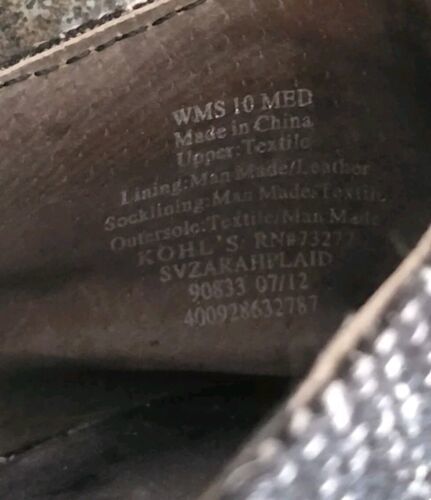 WMS 10 MED
Made in China
Upper:Textile
Lining:Man Made/Leather
Socklining:Man Made/Textile
Outersole:Textile/Man Made
KOHL'S RN#73277
SVZARAHPLAID
90833 07/12
400928632787